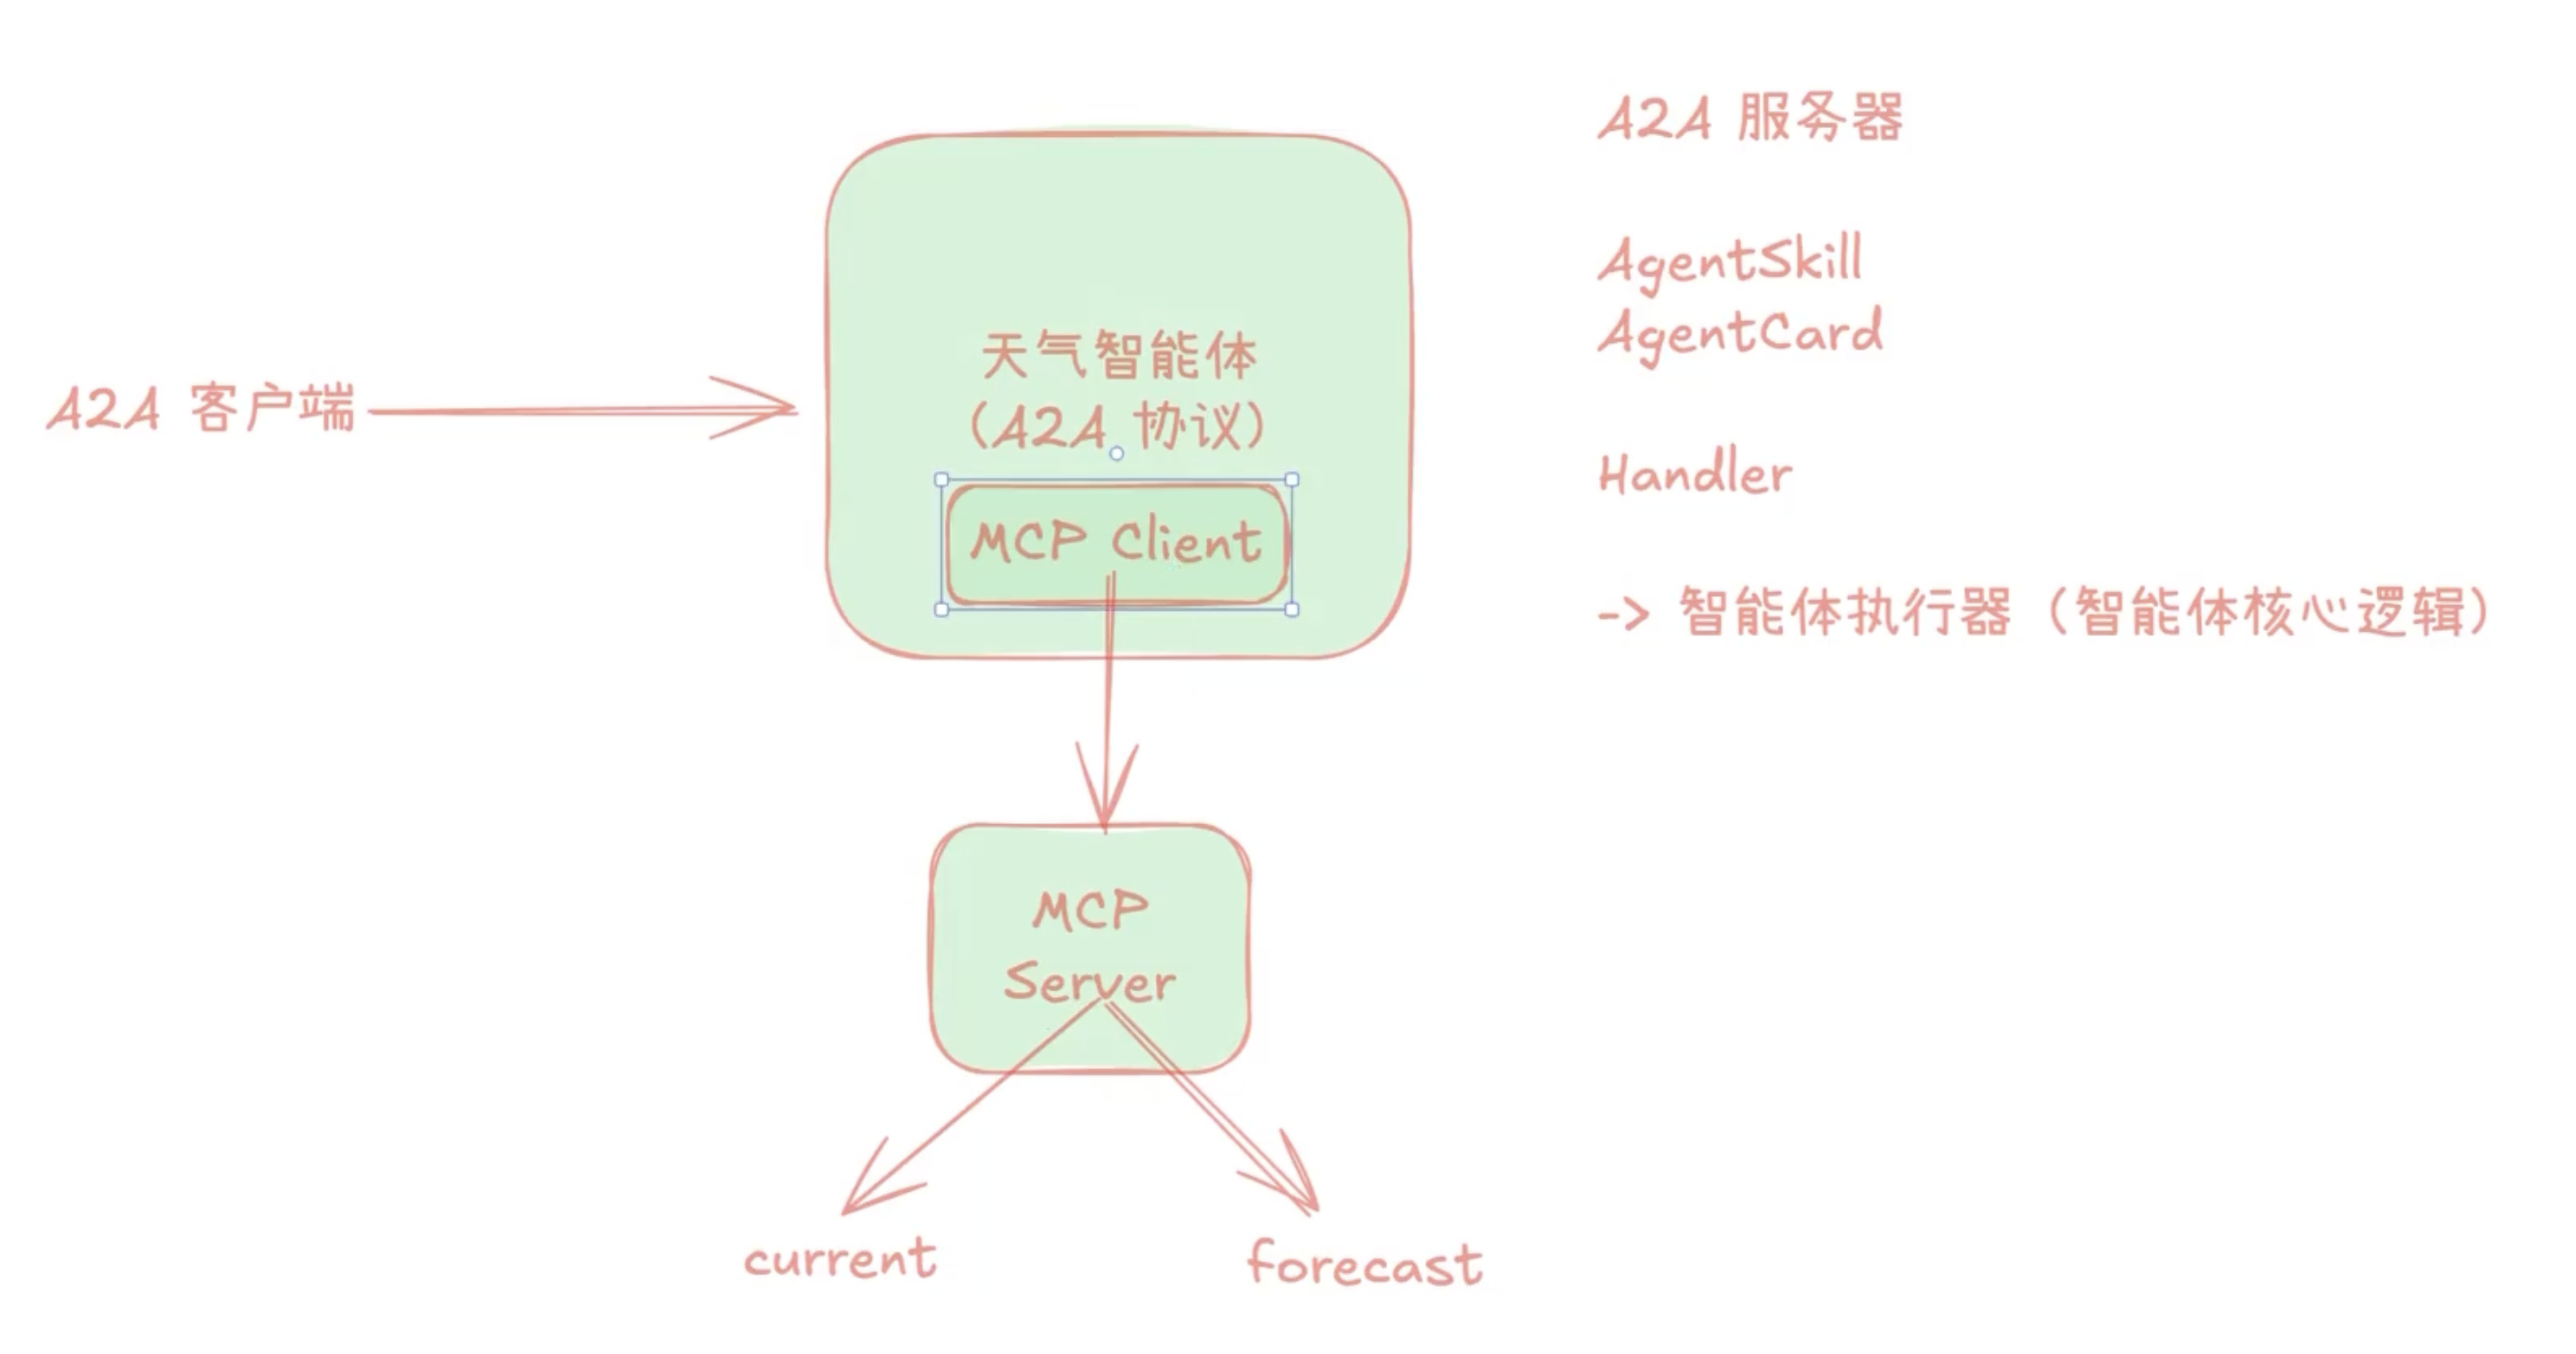 A2A 客户端
天气智能体
(A2A 协议)
MCP Client
MCP
Server
current
forecast
A2A 服务器
AgentSkill
AgentCard
Handler
-> 智能体执行器（智能体核心逻辑）